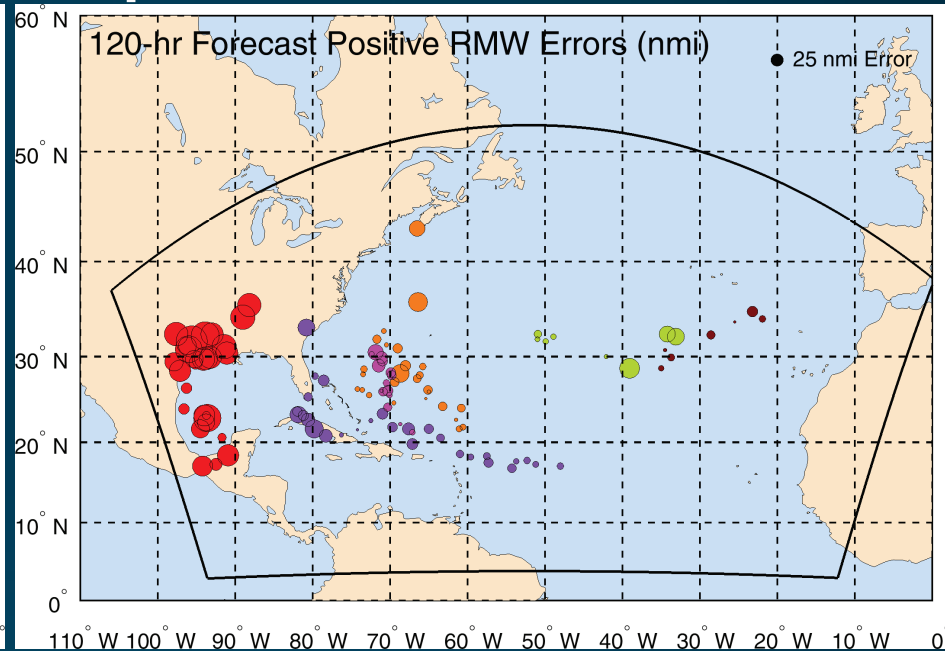 60° N
120-hr Forecast Positive RMW Errors (nmi)
25 nmi Error
50° N
40° N
30° N
20° N
10° N
0°
110° W 100° W 90° W 80° W 70° W 60° W 50° W 40° W 30° W 20° W 10° W 0°